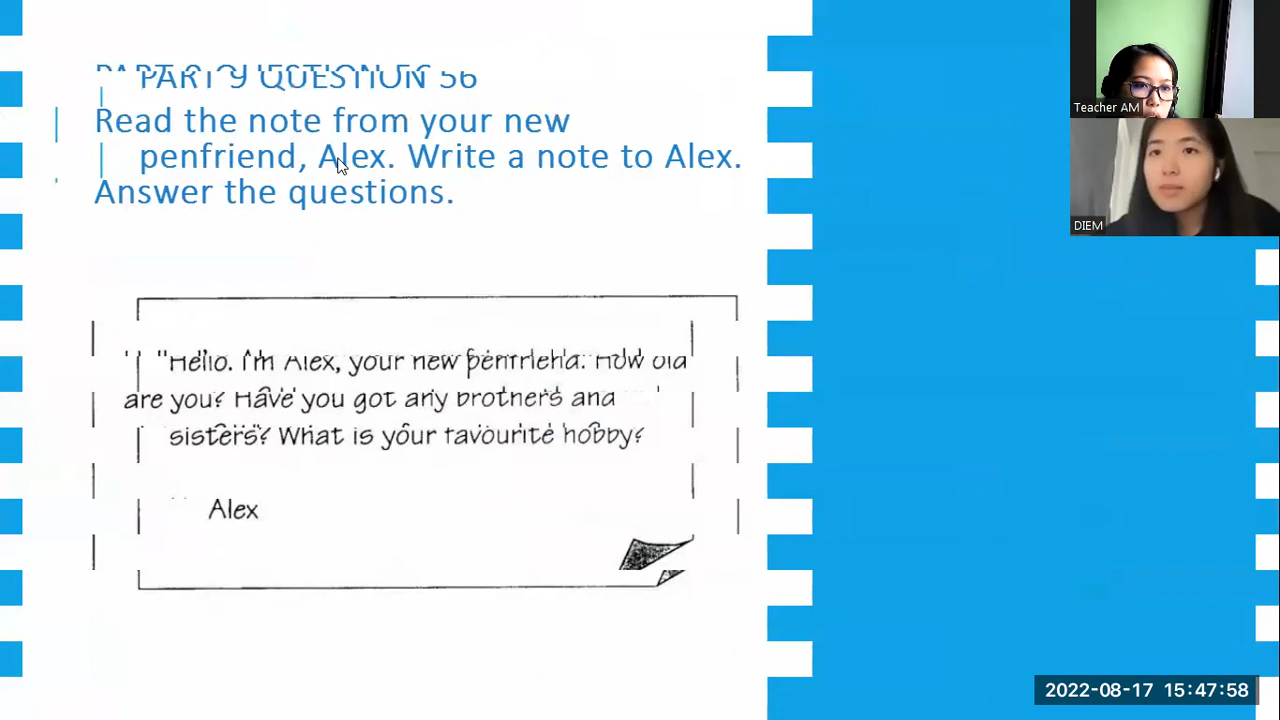 PART 9 QUESTION 56
Read the note from your new
penfriend, Alex. Write a note to Alex.
Answer the questions.
"Hello. I'm Alex, your new penfriend. How old
are you? Have you got any brothers and
sisters? What is your favourite hobby?
Alex
Teacher AM
DIEM
2022-08-17 15:47:58